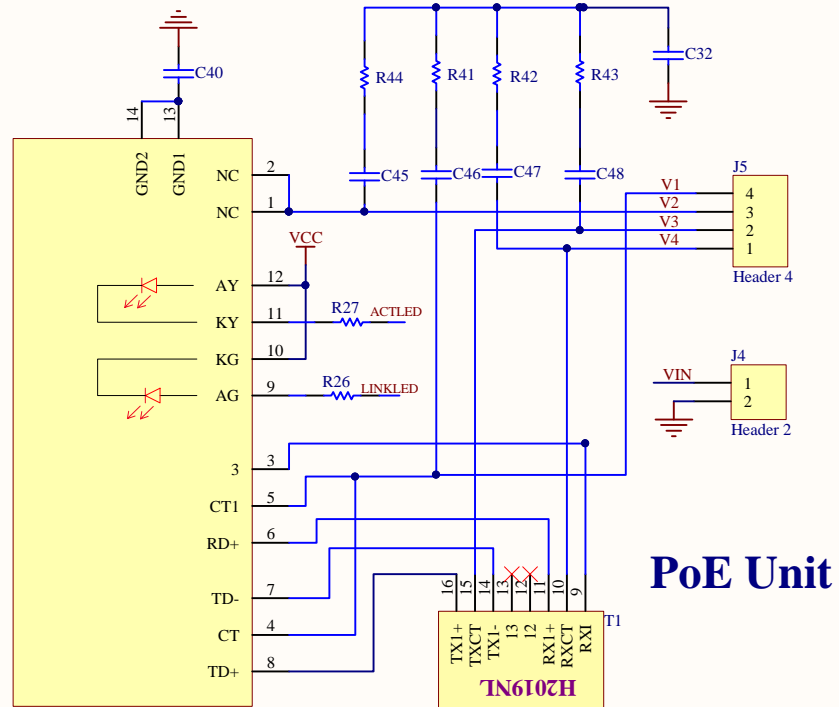 C40
14
13
GND2
GND1
R44
R41
R42
R43
C32
C45
C46
C47
C48
NC 2
NC 1
VCC
AY 12
KY 11
KG 10
AG 9
R27 ACTLED
R26 LINKLED
J5
V1 4
V2 3
V3 2
V4 1
Header 4
J4
VIN 1
2
Header 2
3 3
CT1 5
RD+ 6
TD- 7
CT 4
TD+ 8
PoE Unit
16
15
14
13
12
11
10
9
T1
TX1+
TXCT
TX1-
13
12
RX1+
RXCT
RXI
H2019NL